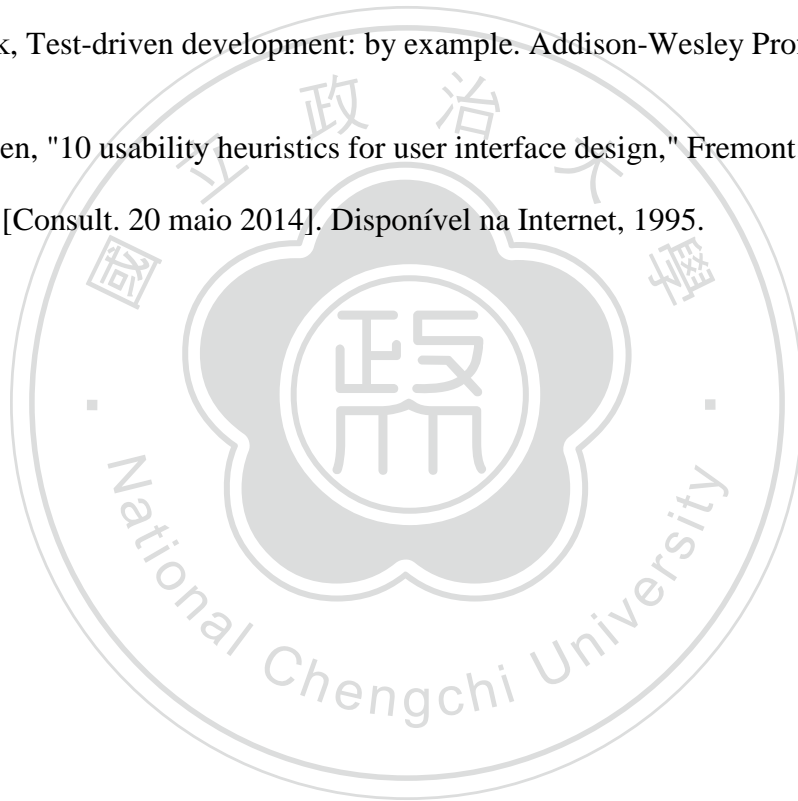 k, Test-driven development: by example. Addison-Wesley Prof
en, "10 usability heuristics for user interface design," Fremont
[Consult. 20 maio 2014]. Disponível na Internet, 1995.
國立政治大學
政
National Chengchi University